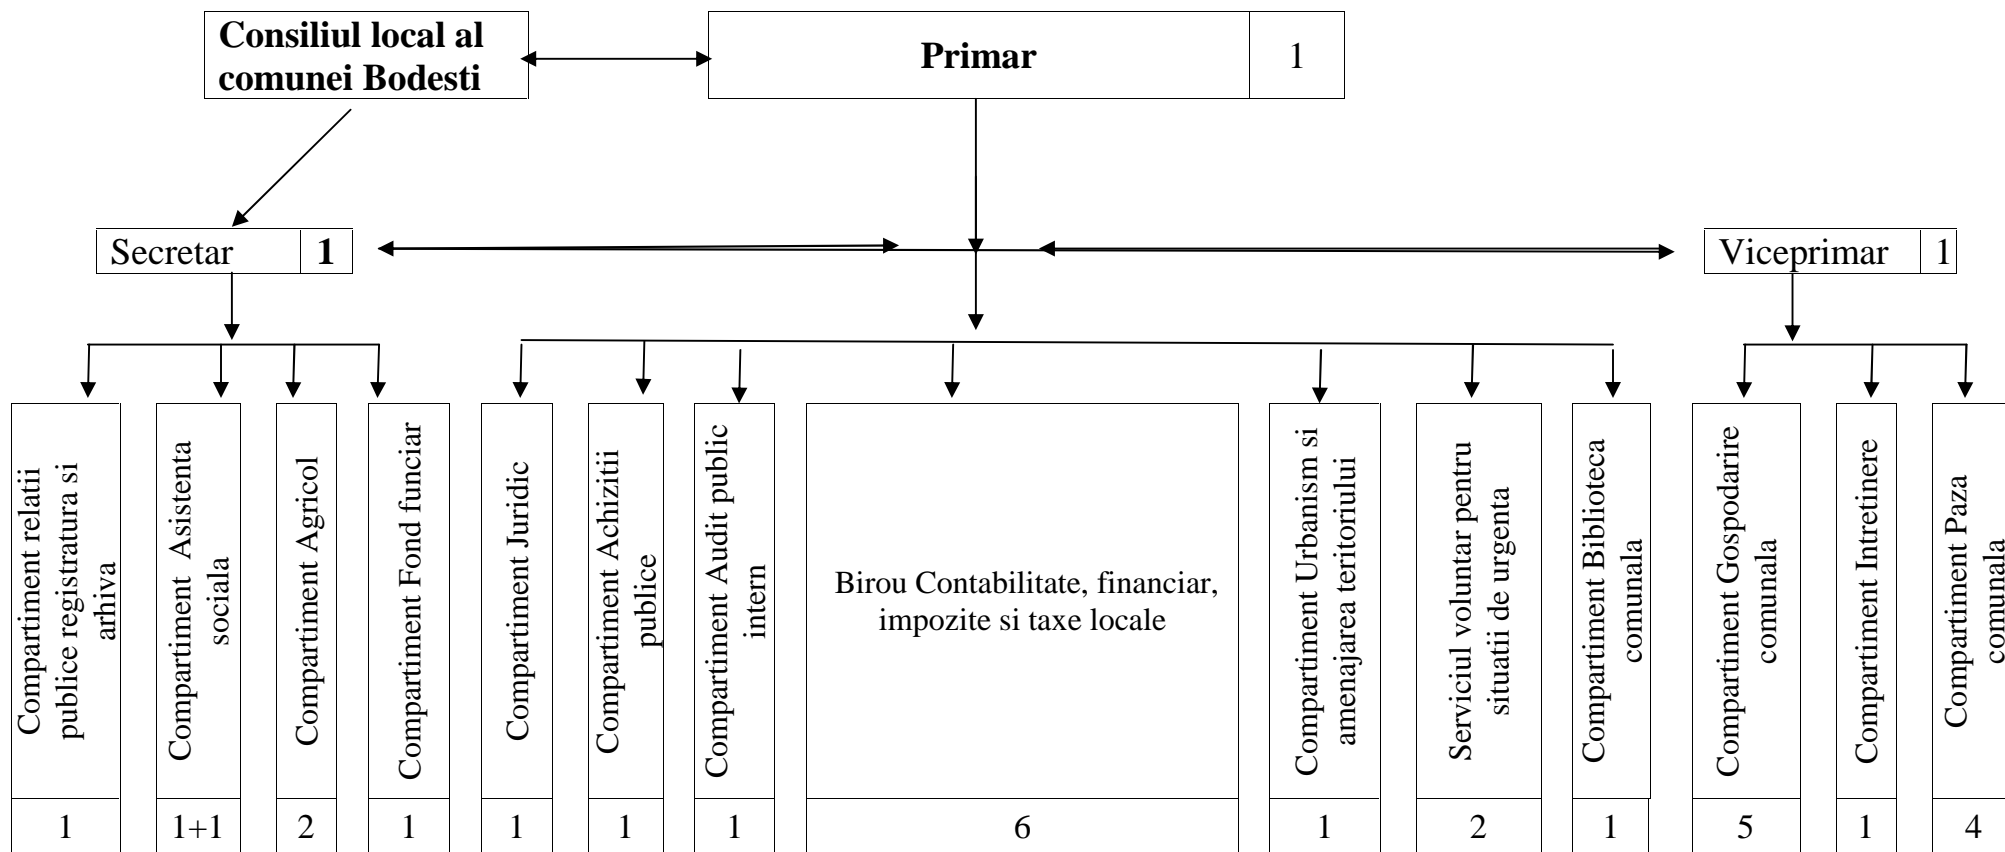 Consiliul local al
comunei Bodesti
Primar
1
Secretar
1
Viceprimar
1
Compartiment relatii
publice registratura si
arhiva
Compartiment Asistenta
sociala
Compartiment Agricol
Compartiment Fond funciar
Compartiment Juridic
Compartiment Achizitii
publice
Compartiment Audit public
intern
Birou Contabilitate, financiar,
impozite si taxe locale
Compartiment Urbanism si
amenajarea teritoriului
Serviciul voluntar pentru
situatii de urgenta
Compartiment Biblioteca
comunala
Compartiment Gospodarire
comunala
Compartiment Intretinere
Compartiment Paza
comunala
1
1+1
2
1
1
1
1
6
1
2
1
5
1
4